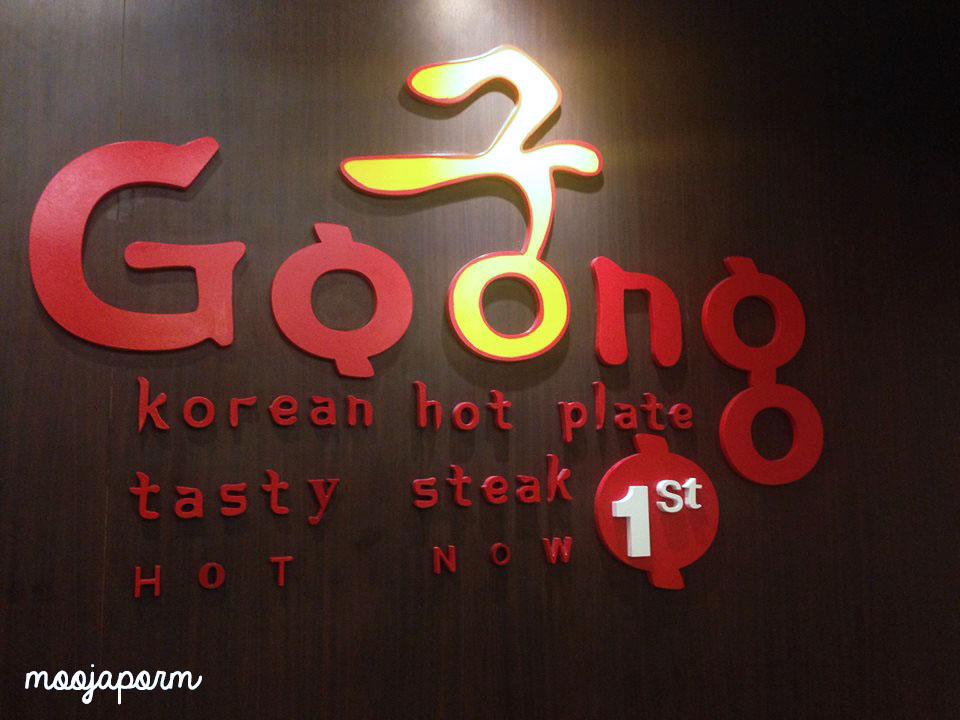 Goong
korean hot plate
tasty steak 1st
HOT NOW
moojaporm